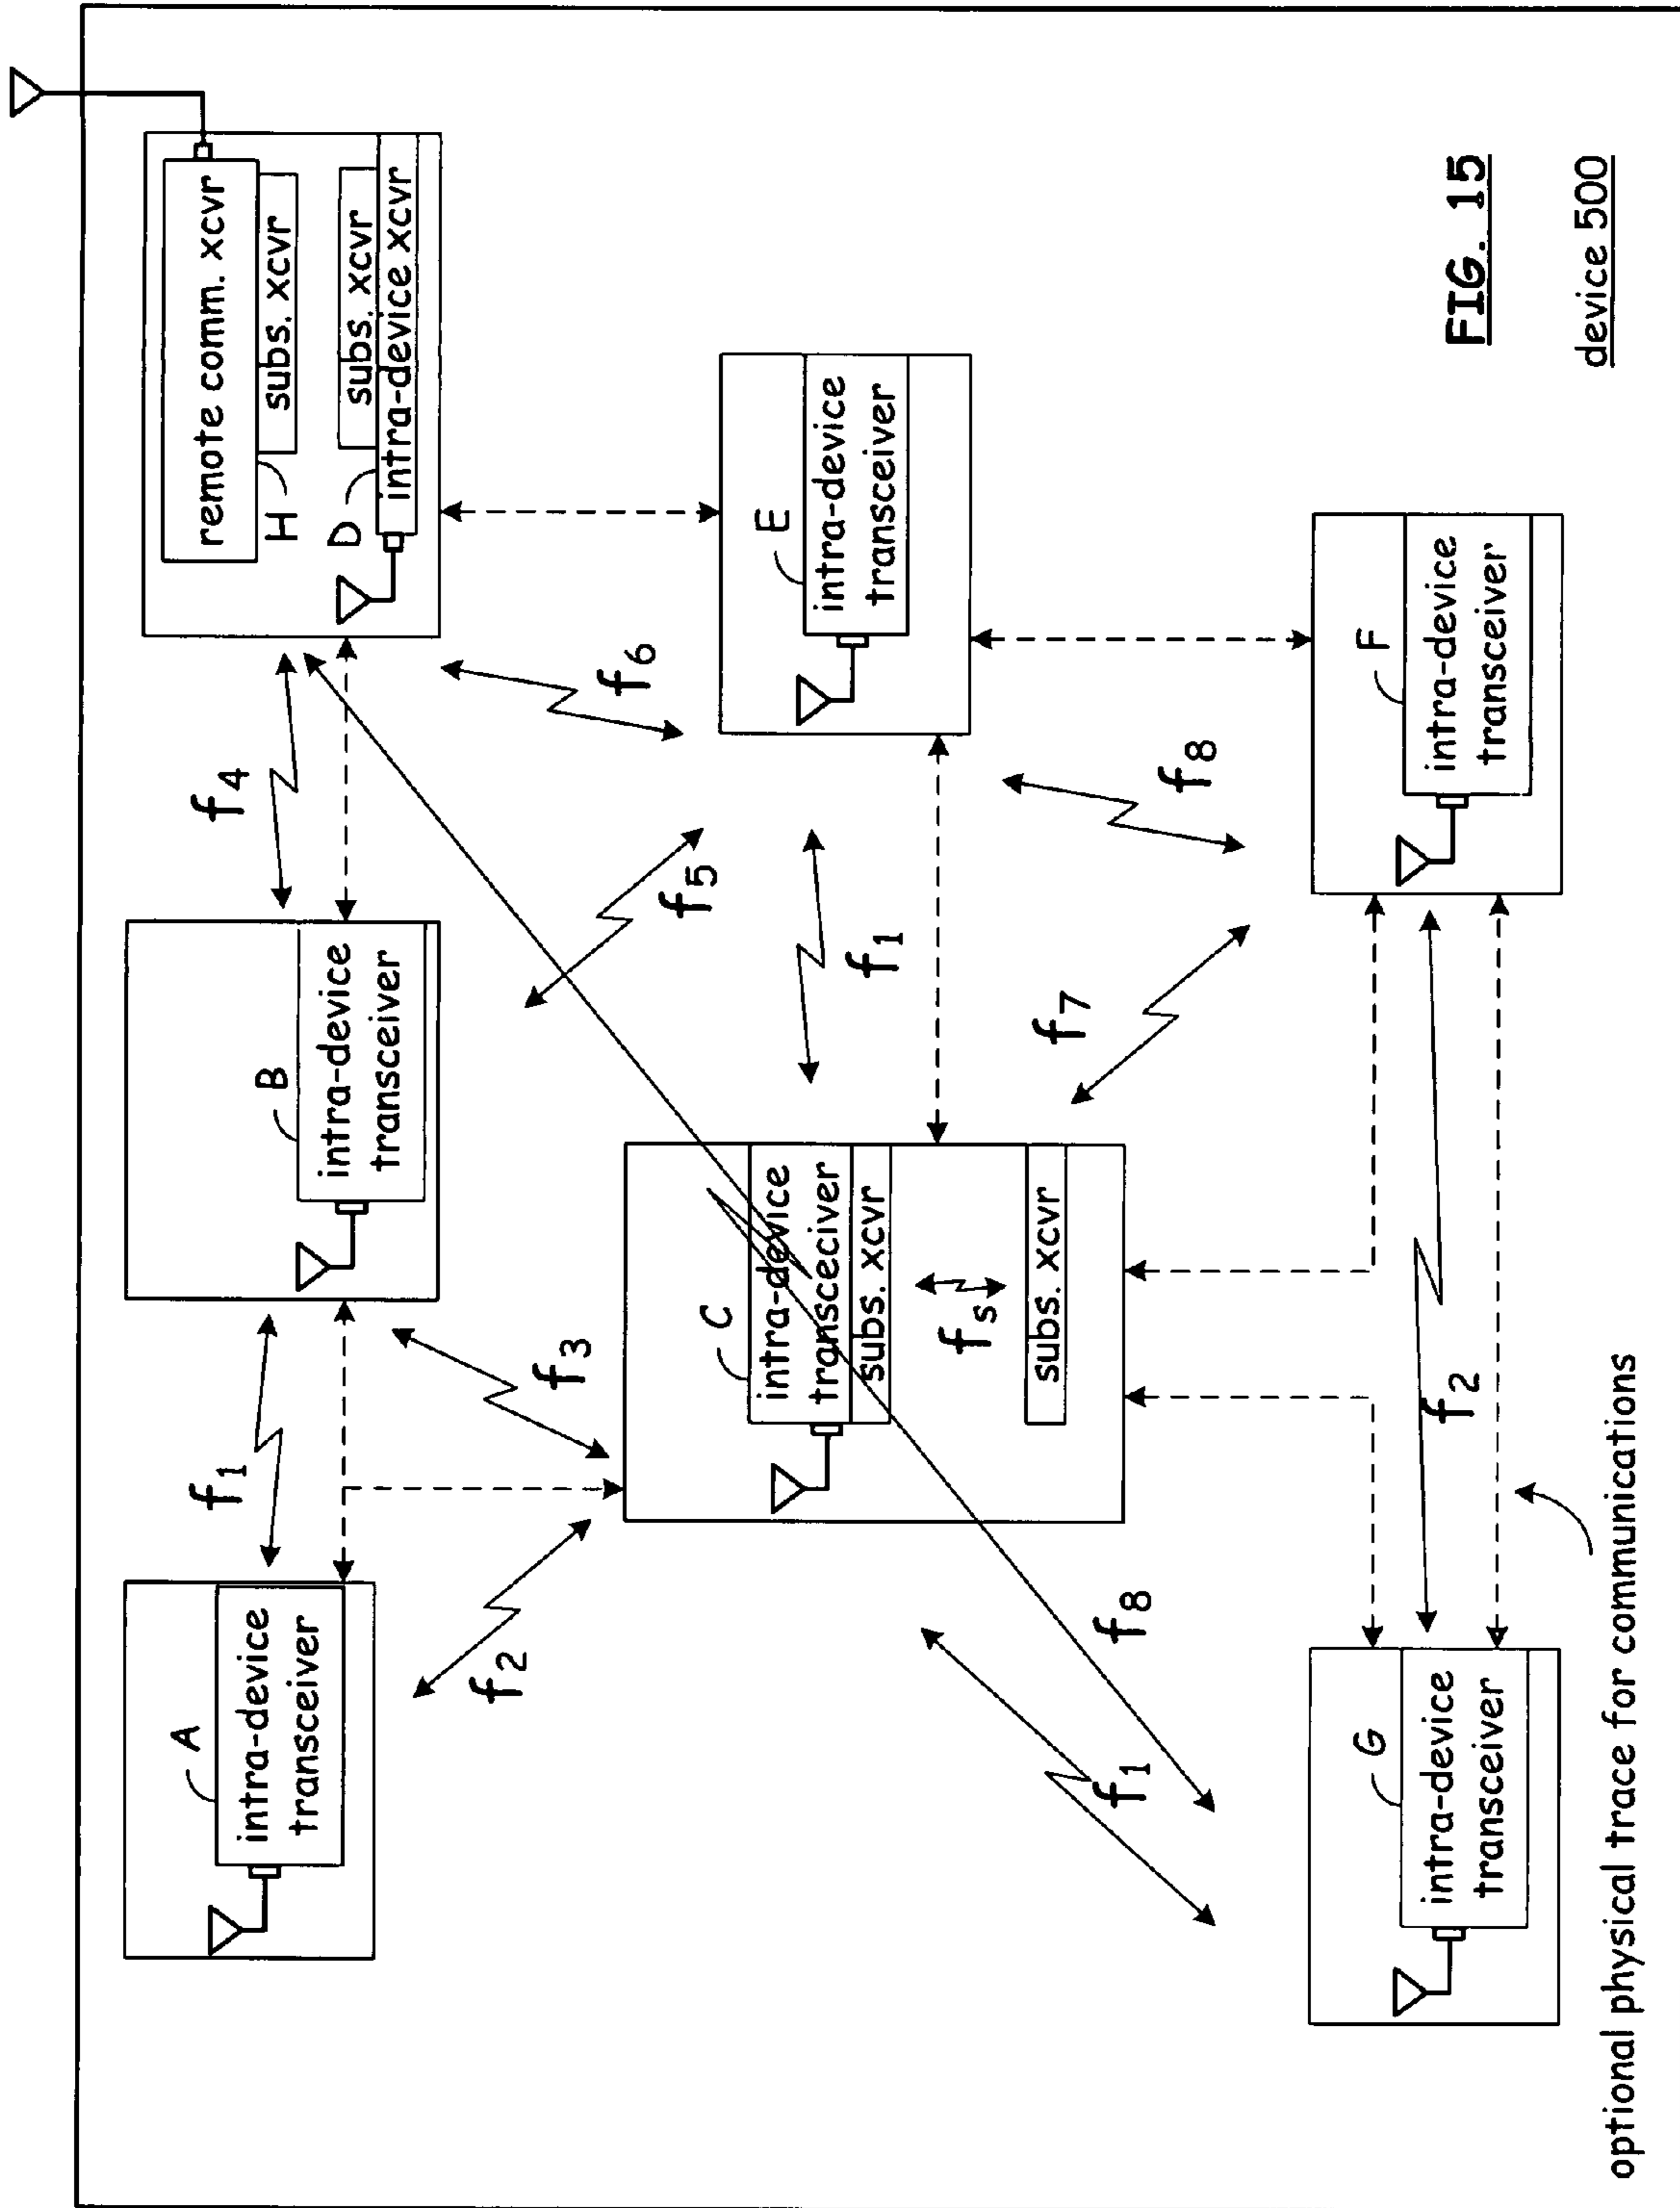 A
intra-device
transceiver
f1
B
intra-device
transceiver
f4
remote comm. xcvr
H
subs. xcvr
D
subs. xcvr
intra-device xcvr
f2
f3
f5
f6
C
intra-device
transceciver
subs. xcvr
fs
subs. xcvr
f1
E
intra-device
transceiver
f1
f8
f7
f8
G
intra-device
transceiver
f2
F
intra-device
transceiver
optional physical trace for communications
FIG. 15
device 500